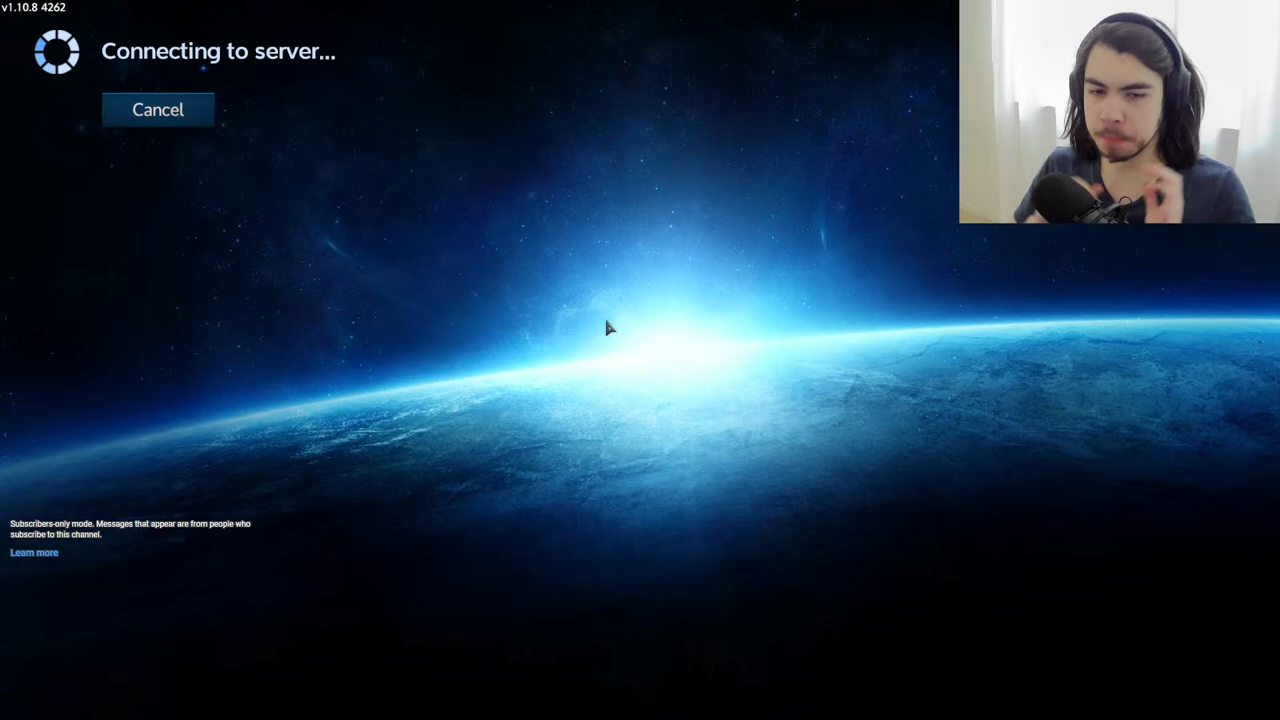 v1.10.8 4262
Connecting to server...
Cancel
Subscribers-only mode. Messages that appear are from people who
subscribe to this channel.
Learn more